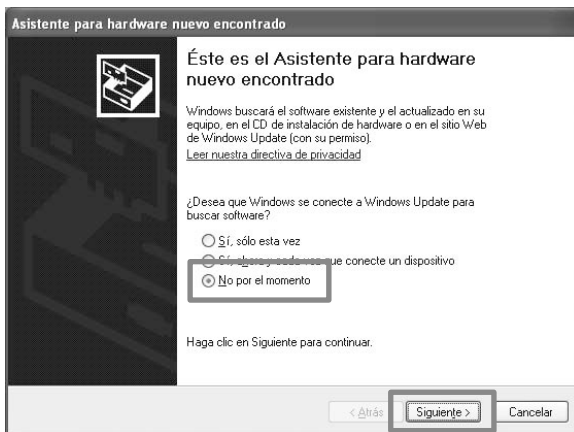 Asistente para hardware nuevo encontrado
Éste es el Asistente para hardware
nuevo encontrado
Windows buscará el software existente y el actualizado en su
equipo, en el CD de instalación de hardware o en el sitio Web
de Windows Update (con su permiso).
Leer nuestra directiva de privacidad
¿Desea que Windows se conecte a Windows Update para
buscar software?
Sí, sólo esta vez
Sí, ahora y cada vez que conecte un dispositivo
No por el momento
Haga clic en Siguiente para continuar.
< Atrás Siguiente > Cancelar